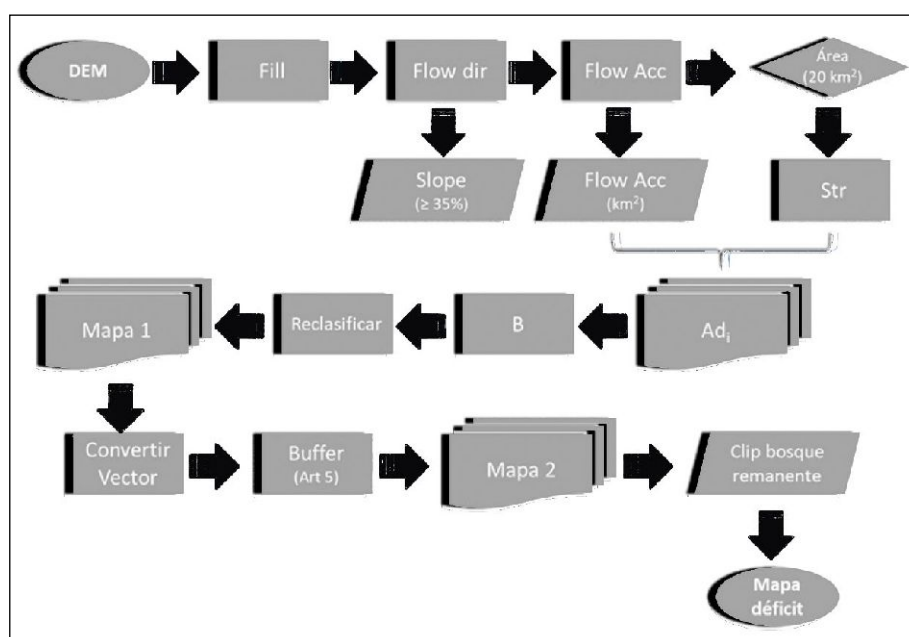 DEM
Fill
Flow dir
Flow Acc
Área
(20 km²)
Slope
(≥ 35%)
Flow Acc
(km²)
Str
Mapa 1
Reclasificar
B
Adᵢ
Convertir
Vector
Buffer
(Art 5)
Mapa 2
Clip bosque
remanente
Mapa
déficit